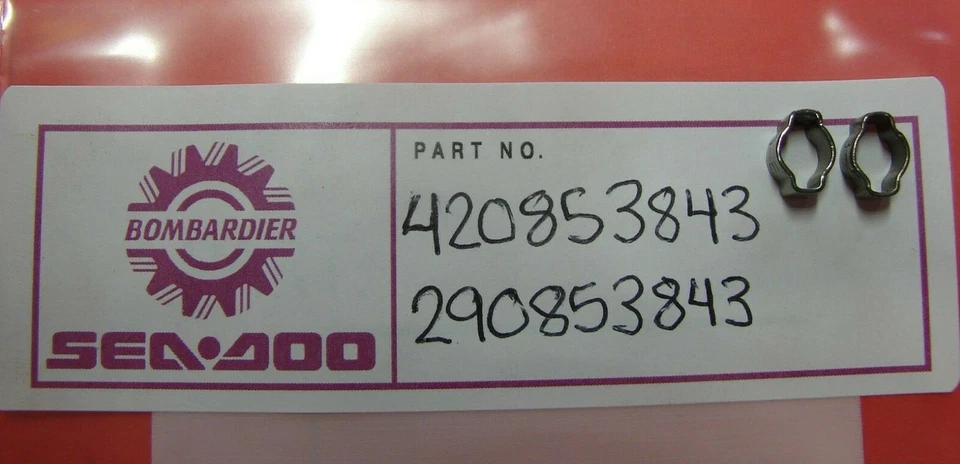 BOMBARDIER
SEA-DOO
PART NO.
420853843
290853843